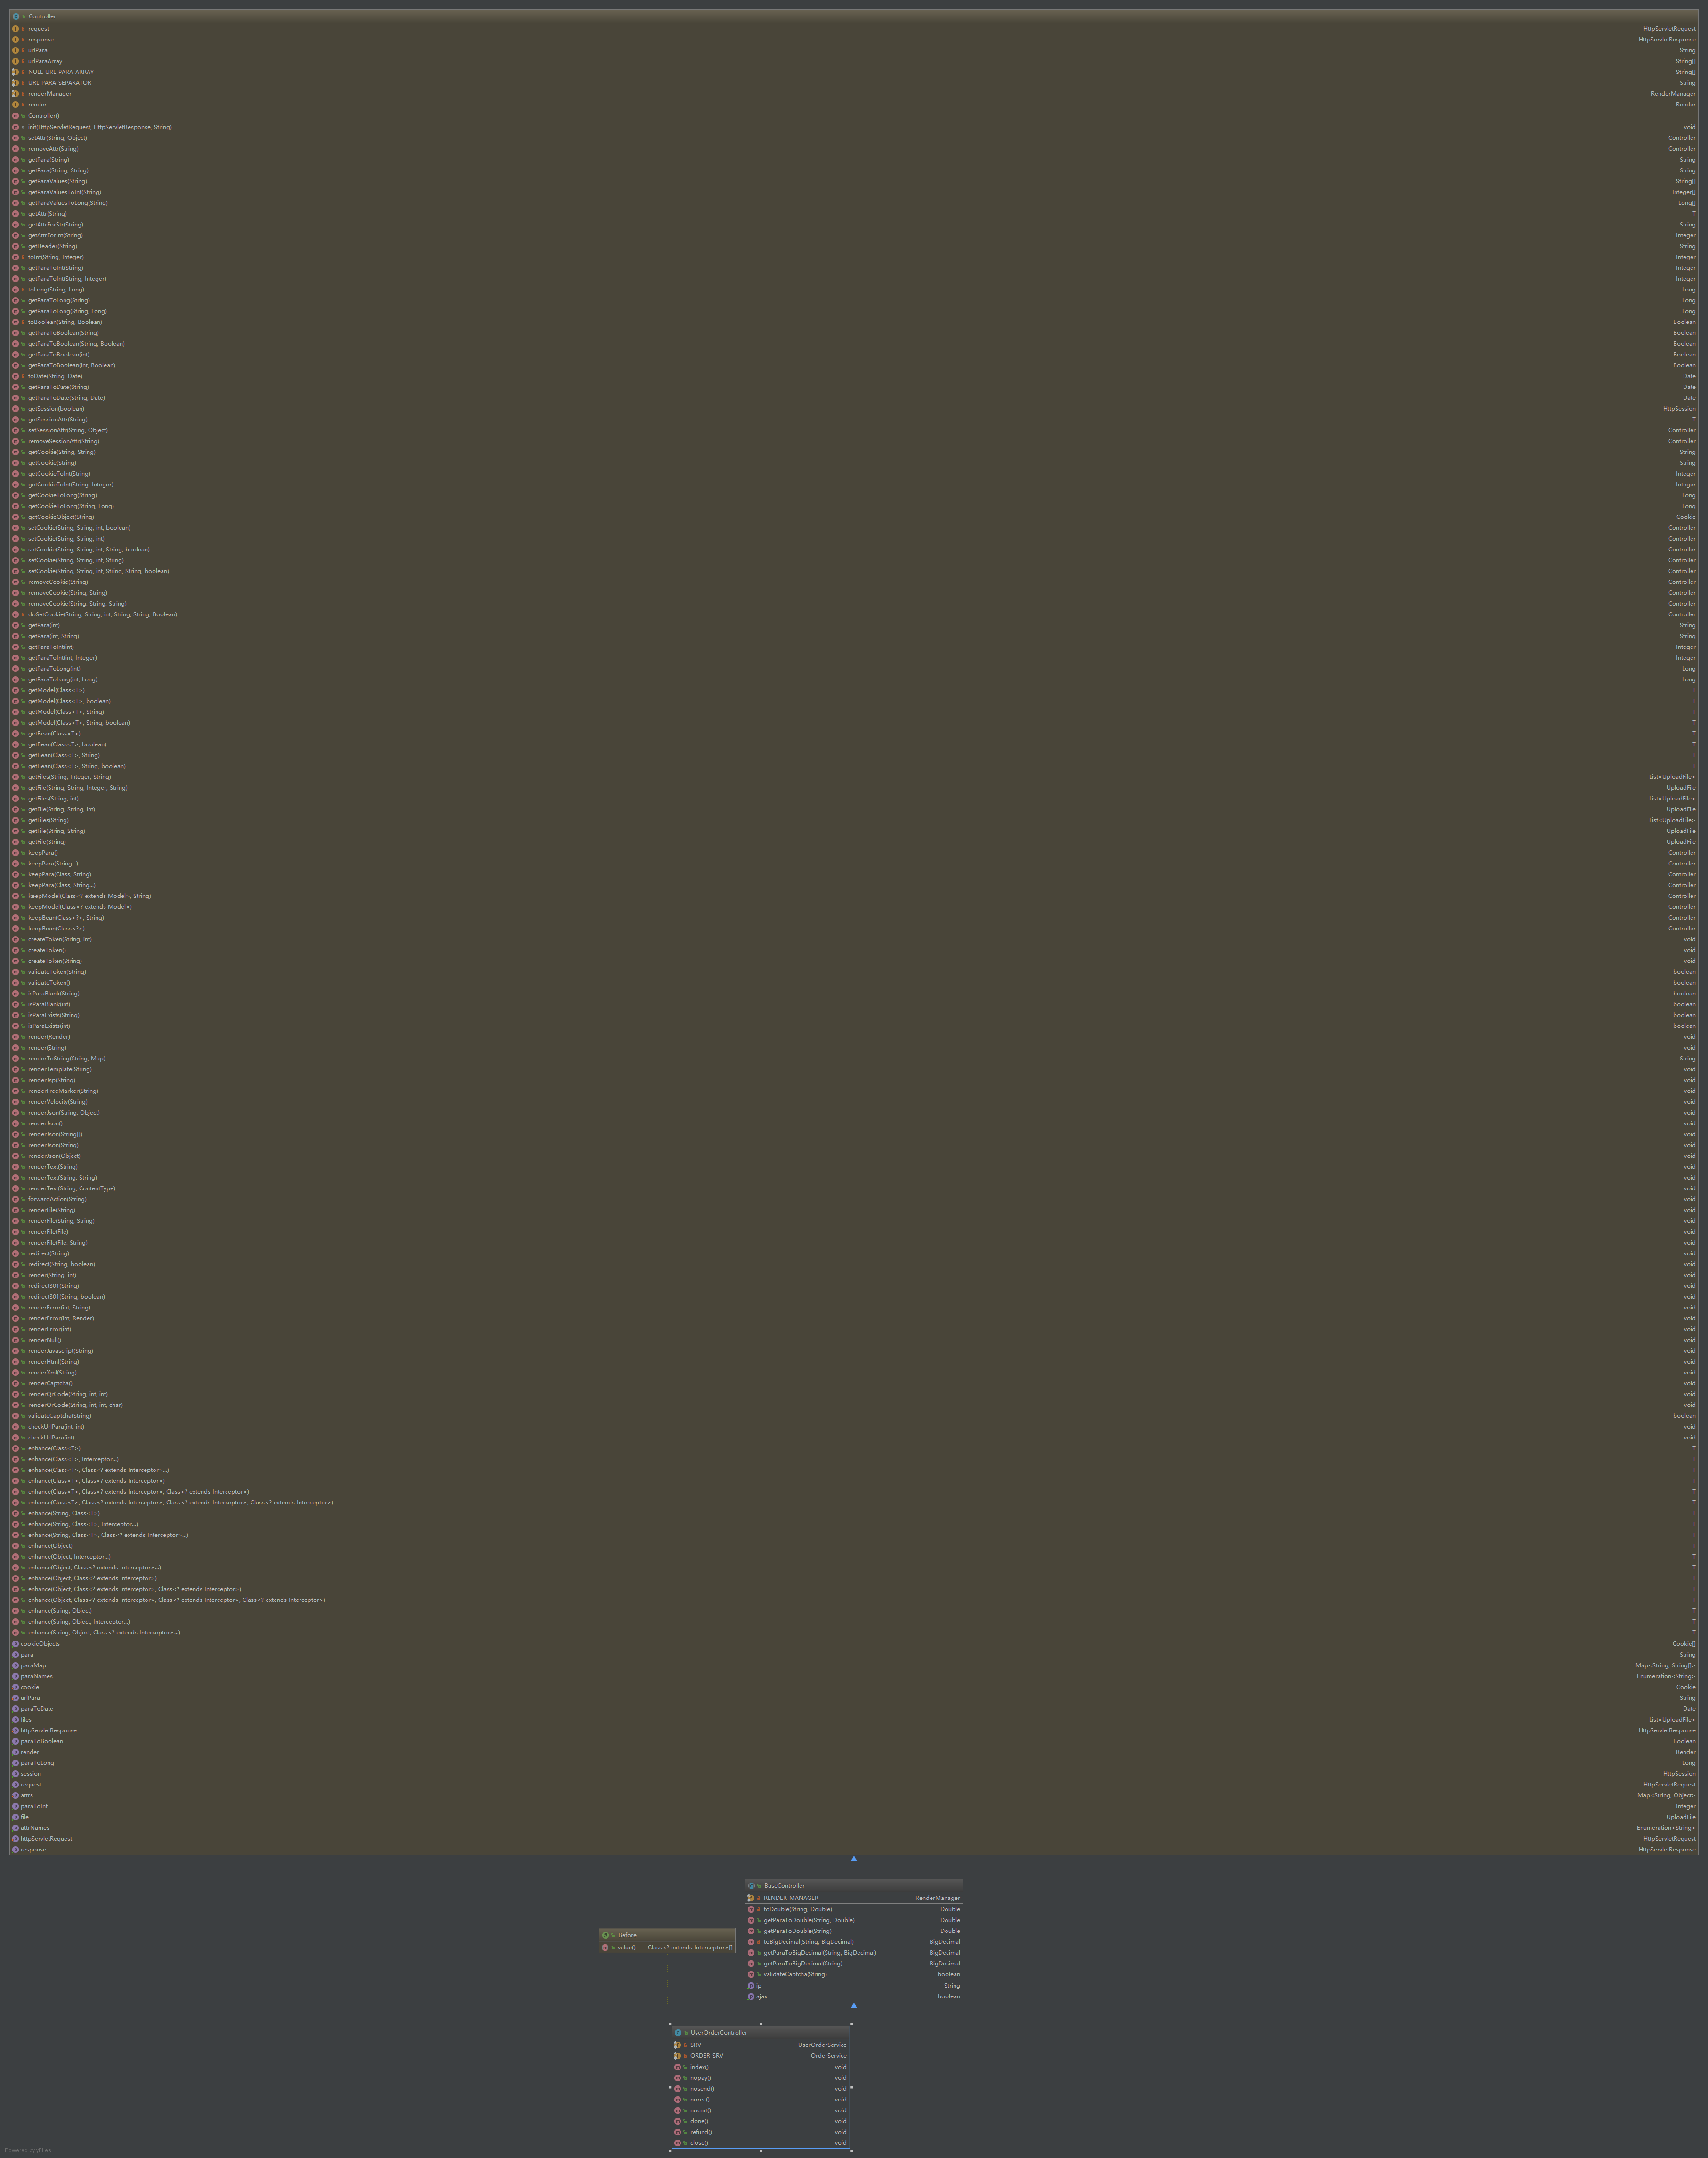 Controller
request HttpServletRequest
response HttpServletResponse
urlPara String
urlParaArray String[]
NULL_URL_PARA_ARRAY String[]
URL_PARA_SEPARATOR String
renderManager RenderManager
render Render
Controller()
init(HttpServletRequest, HttpServletResponse, String) void
setAttr(String, Object) Controller
removeAttr(String) Controller
getPara(String) String
getPara(String, String) String
getParaValues(String) String[]
getParaValuesToInt(String) Integer[]
getParaValuesToLong(String) Long[]
getAttr(String) T
getAttrForStr(String) String
getAttrForInt(String) Integer
getHeader(String) String
toInt(String, Integer) Integer
getParaToInt(String) Integer
getParaToInt(String, Integer) Integer
toLong(String, Long) Long
getParaToLong(String) Long
getParaToLong(String, Long) Long
toBoolean(String, Boolean) Boolean
getParaToBoolean(String) Boolean
getParaToBoolean(String, Boolean) Boolean
getParaToBoolean(int) Boolean
getParaToBoolean(int, Boolean) Boolean
toDate(String, Date) Date
getParaToDate(String) Date
getParaToDate(String, Date) Date
getSession(boolean) HttpSession
getSessionAttr(String) T
setSessionAttr(String, Object) Controller
removeSessionAttr(String) Controller
getCookie(String, String) String
getCookie(String) String
getCookieToInt(String) Integer
getCookieToInt(String, Integer) Integer
getCookieToLong(String) Long
getCookieToLong(String, Long) Long
getCookieObject(String) Cookie
setCookie(String, String, int, boolean) Controller
setCookie(String, String, int) Controller
setCookie(String, String, int, String, boolean) Controller
setCookie(String, String, int, String) Controller
setCookie(String, String, int, String, String, boolean) Controller
removeCookie(String) Controller
removeCookie(String, String) Controller
removeCookie(String, String, String) Controller
doSetCookie(String, String, int, String, String, Boolean) Controller
getPara(int) String
getPara(int, String) String
getParaToInt(int) Integer
getParaToInt(int, Integer) Integer
getParaToLong(int) Long
getParaToLong(int, Long) Long
getModel(Class<T>) T
getModel(Class<T>, boolean) T
getModel(Class<T>, String) T
getModel(Class<T>, String, boolean) T
getBean(Class<T>) T
getBean(Class<T>, boolean) T
getBean(Class<T>, String) T
getBean(Class<T>, String, boolean) T
getFiles(String, Integer, String) List<UploadFile>
getFile(String, String, Integer, String) UploadFile
getFiles(String, int) List<UploadFile>
getFile(String, String, int) UploadFile
getFiles(String) List<UploadFile>
getFile(String, String) UploadFile
getFile(String) UploadFile
keepPara() Controller
keepPara(String...) Controller
keepPara(Class, String) Controller
keepPara(Class, String...) Controller
keepModel(Class<? extends Model>, String) Controller
keepModel(Class<? extends Model>) Controller
keepBean(Class<?>, String) Controller
keepBean(Class<?>) Controller
createToken(String, int) void
createToken() void
createToken(String) void
validateToken(String) boolean
validateToken() boolean
isParaBlank(String) boolean
isParaBlank(int) boolean
isParaExists(String) boolean
isParaExists(int) boolean
render(Render) void
render(String) void
renderToString(String, Map) String
renderTemplate(String) void
renderJsp(String) void
renderFreeMarker(String) void
renderVelocity(String) void
renderJson(String, Object) void
renderJson() void
renderJson(String[]) void
renderJson(String) void
renderJson(Object) void
renderText(String) void
renderText(String, String) void
renderText(String, ContentType) void
forwardAction(String) void
renderFile(String) void
renderFile(String, String) void
renderFile(File) void
renderFile(File, String) void
redirect(String) void
redirect(String, boolean) void
render(String, int) void
redirect301(String) void
redirect301(String, boolean) void
renderError(int, String) void
renderError(int, Render) void
renderError(int) void
renderNull() void
renderJavascript(String) void
renderHtml(String) void
renderXml(String) void
renderCaptcha() void
renderQrCode(String, int, int) void
renderQrCode(String, int, int, char) void
validateCaptcha(String) boolean
checkUrlPara(int, int) void
checkUrlPara(int) void
enhance(Class<T>) T
enhance(Class<T>, Interceptor...) T
enhance(Class<T>, Class<? extends Interceptor>...) T
enhance(Class<T>, Class<? extends Interceptor>) T
enhance(Class<T>, Class<? extends Interceptor>, Class<? extends Interceptor>) T
enhance(Class<T>, Class<? extends Interceptor>, Class<? extends Interceptor>, Class<? extends Interceptor>) T
enhance(String, Class<T>) T
enhance(String, Class<T>, Interceptor...) T
enhance(String, Class<T>, Class<? extends Interceptor>...) T
enhance(Object) T
enhance(Object, Interceptor...) T
enhance(Object, Class<? extends Interceptor>...) T
enhance(Object, Class<? extends Interceptor>) T
enhance(Object, Class<? extends Interceptor>, Class<? extends Interceptor>) T
enhance(Object, Class<? extends Interceptor>, Class<? extends Interceptor>, Class<? extends Interceptor>) T
enhance(String, Object) T
enhance(String, Object, Interceptor...) T
enhance(String, Object, Class<? extends Interceptor>...) T
cookieObjects Cookie[]
para String
paraMap Map<String, String[]>
paraNames Enumeration<String>
cookie Cookie
urlPara String
paraToDate Date
files List<UploadFile>
httpServletResponse HttpServletResponse
paraToBoolean Boolean
render Render
paraToLong Long
session HttpSession
request HttpServletRequest
attrs Map<String, Object>
paraToInt Integer
file UploadFile
attrNames Enumeration<String>
httpServletRequest HttpServletRequest
response HttpServletResponse
BaseController
RENDER_MANAGER RenderManager
toDouble(String, Double) Double
getParaToDouble(String, Double) Double
getParaToDouble(String) Double
toBigDecimal(String, BigDecimal) BigDecimal
getParaToBigDecimal(String, BigDecimal) BigDecimal
getParaToBigDecimal(String) BigDecimal
validateCaptcha(String) boolean
ip String
ajax boolean
Before
value() Class<? extends Interceptor>[]
UserOrderController
SRV UserOrderService
ORDER_SRV OrderService
index() void
nopay() void
nosend() void
norec() void
nocmt() void
done() void
refund() void
close() void
Powered by yFiles